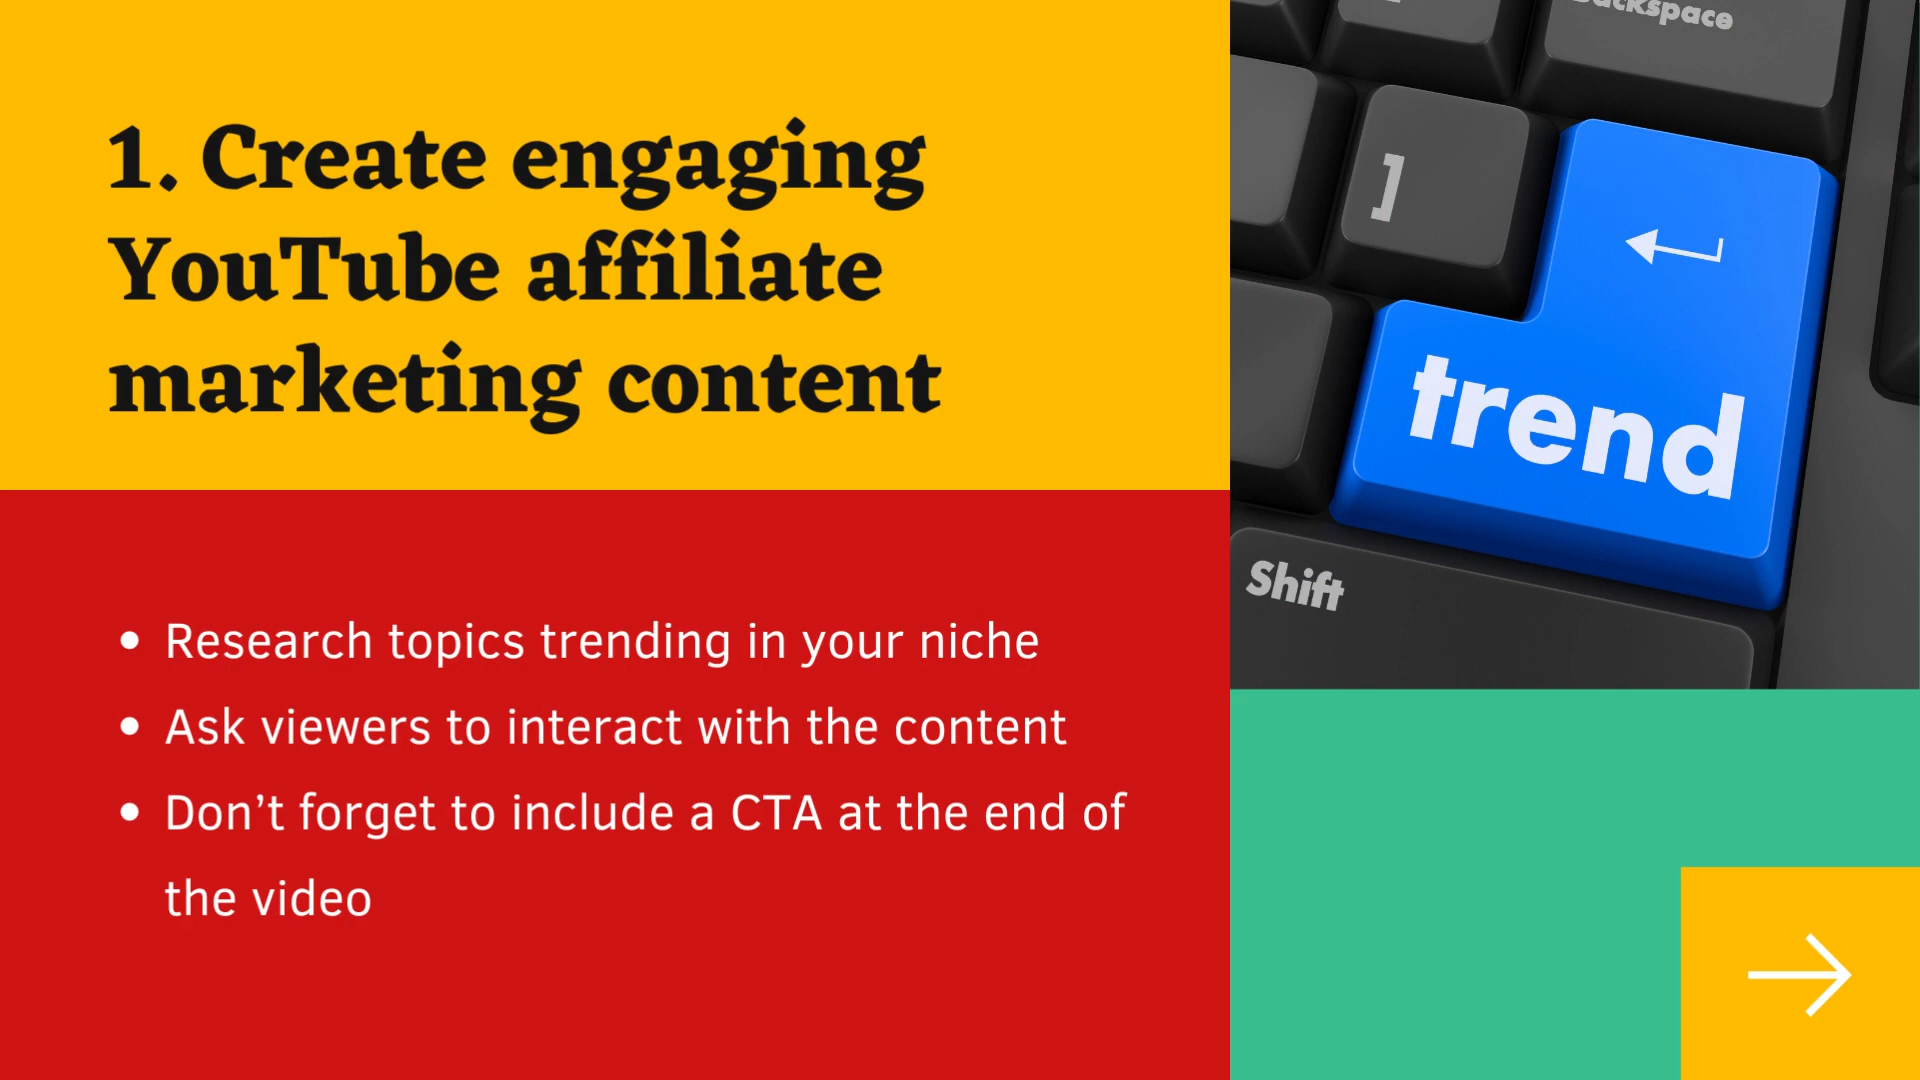 1. Create engaging
YouTube affiliate
marketing content
• Research topics trending in your niche
• Ask viewers to interact with the content
• Don’t forget to include a CTA at the end of
the video
Backspace
]
trend
Shift